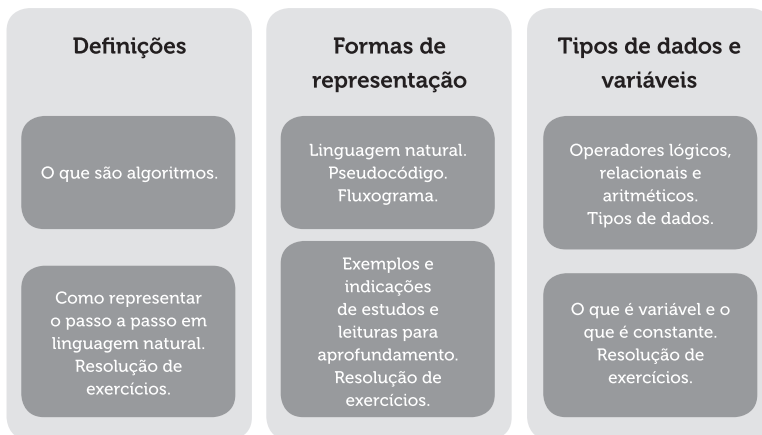 Definições
O que são algoritmos.
Como representar
o passo a passo em
linguagem natural.
Resolução de
exercícios.
Formas de
representação
Linguagem natural.
Pseudocódigo.
Fluxograma.
Exemplos e
indicações
de estudos e
leituras para
aprofundamento.
Resolução de
exercícios.
Tipos de dados e
variáveis
Operadores lógicos,
relacionais e
aritméticos.
Tipos de dados.
O que é variável e o
que é constante.
Resolução de
exercícios.